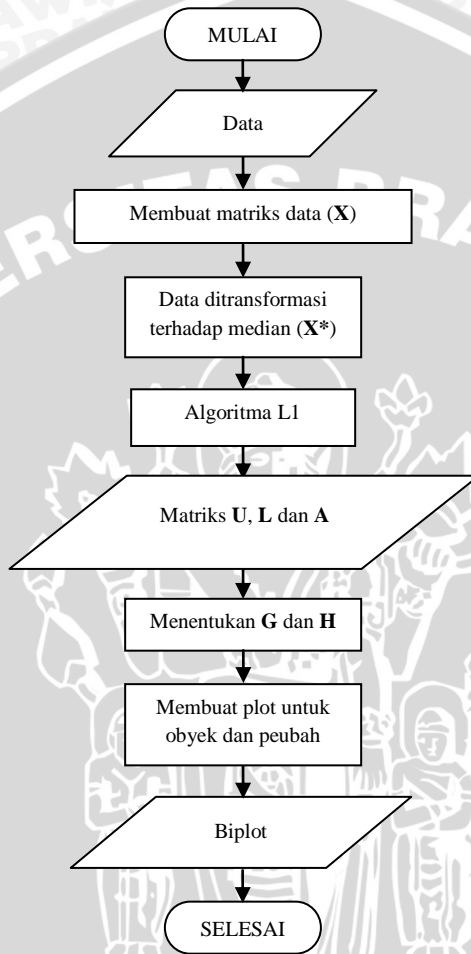 MULAI
Data
Membuat matriks data (X)
Data ditransformasi
terhadap median (X*)
Algoritma L1
Matriks U, L dan A
Menentukan G dan H
Membuat plot untuk
obyek dan peubah
Biplot
SELESAI